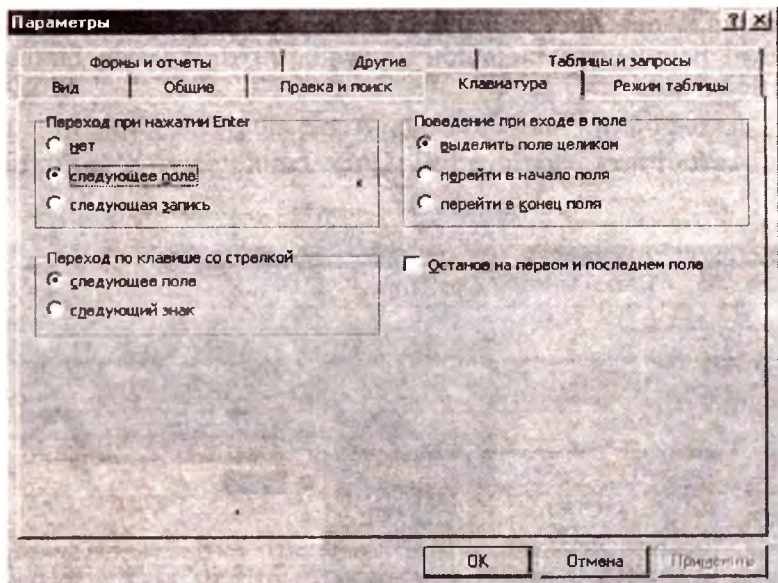 Параметры
Формы и отчеты Другие Таблицы и запросы
Вид Общие Правка и поиск Клавиатура Режим таблицы
Переход при нажатии Enter
нет
следующее поле
следующая запись
Поведение при входе в поле
выделить поле целиком
перейти в начало поля
перейти в конец поля
Переход по клавише со стрелкой
следующее поле
следующий знак
Останов на первом и последнем поле
OK Отмена Применить